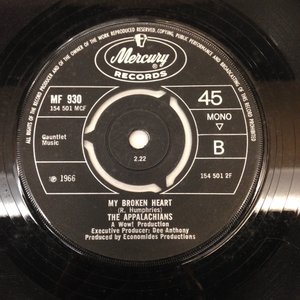 ALL RIGHTS OF THE RECORD PRODUCER AND OF THE OWNER OF THE WORK REPRODUCED RESERVED. COPYING, PUBLIC PERFORMANCE AND BROADCASTING OF THIS RECORD PROHIBITED
Mercury
RECORDS
MF 930
154 501 MCF
45
MONO
▽
B
Gauntlet
Music
2.22
℗ 1966
154 501 2F
MY BROKEN HEART
(R. Humphries)
THE APPALACHIANS
A Wow! Production
Executive Producer: Dee Anthony
Produced by Economides Productions